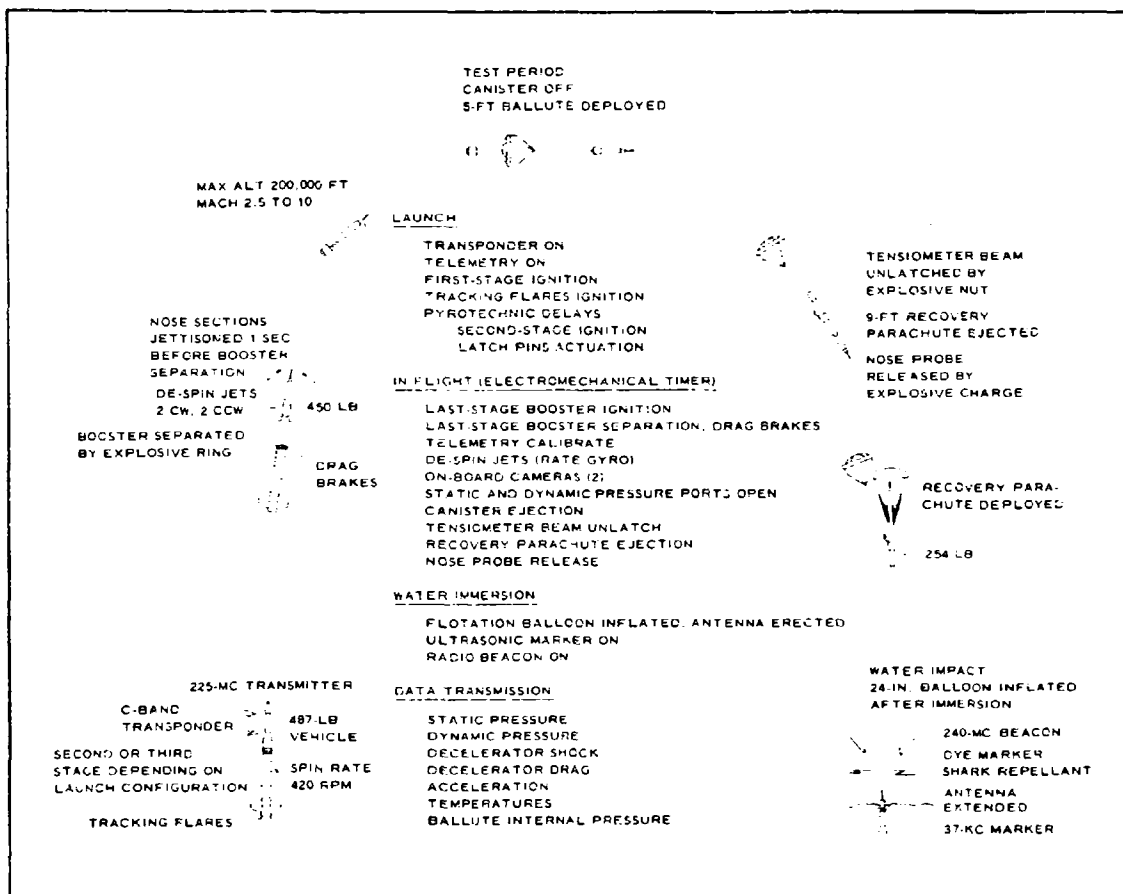 TEST PERIOD
CANISTER OFF
5-FT BALLUTE DEPLOYED
MAX ALT 200,000 FT
MACH 2.5 TO 10
NOSE SECTIONS
JETTISONED 1 SEC
BEFORE BOOSTER
SEPARATION
DE-SPIN JETS
2 CW, 2 CCW
450 LB
BOOSTER SEPARATED
BY EXPLOSIVE RING
DRAG
BRAKES
225-MC TRANSMITTER
C-BAND
TRANSPONDER
487-LB
VEHICLE
SECOND OR THIRD
STAGE DEPENDING ON
LAUNCH CONFIGURATION
SPIN RATE
420 RPM
TRACKING FLARES
LAUNCH
TRANSPONDER ON
TELEMETRY ON
FIRST-STAGE IGNITION
TRACKING FLARES IGNITION
PYROTECHNIC DELAYS
SECOND-STAGE IGNITION
LATCH PINS ACTUATION
IN FLIGHT (ELECTROMECHANICAL TIMER)
LAST-STAGE BOOSTER IGNITION
LAST-STAGE BOOSTER SEPARATION, DRAG BRAKES
TELEMETRY CALIBRATE
DE-SPIN JETS (RATE GYRO)
ON-BOARD CAMERAS (2)
STATIC AND DYNAMIC PRESSURE PORTS OPEN
CANISTER EJECTION
TENSIOMETER BEAM UNLATCH
RECOVERY PARACHUTE EJECTION
NOSE PROBE RELEASE
WATER IMMERSION
FLOTATION BALLOON INFLATED, ANTENNA ERECTED
ULTRASONIC MARKER ON
RADIO BEACON ON
DATA TRANSMISSION
STATIC PRESSURE
DYNAMIC PRESSURE
DECELERATOR SHOCK
DECELERATOR DRAG
ACCELERATION
TEMPERATURES
BALLUTE INTERNAL PRESSURE
TENSIOMETER BEAM
UNLATCHED BY
EXPLOSIVE NUT
9-FT RECOVERY
PARACHUTE EJECTED
NOSE PROBE
RELEASED BY
EXPLOSIVE CHARGE
RECOVERY PARA-
CHUTE DEPLOYED
254 LB
WATER IMPACT
24-IN. BALLOON INFLATED
AFTER IMMERSION
240-MC BEACON
DYE MARKER
SHARK REPELLANT
ANTENNA
EXTENDED
37-KC MARKER